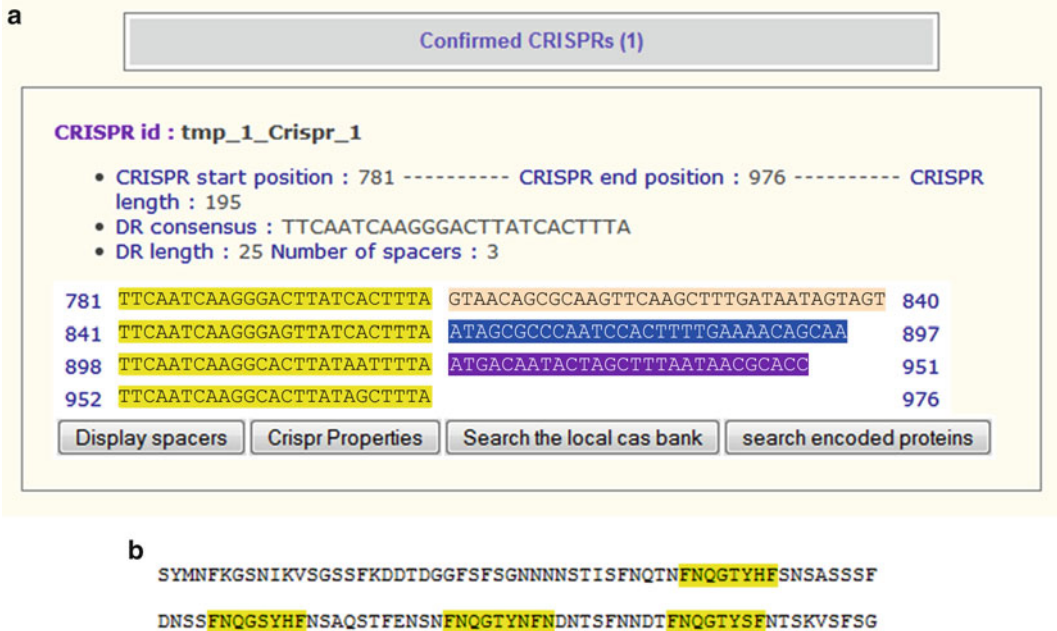 a
Confirmed CRISPRs (1)
CRISPR id : tmp_1_Crispr_1
• CRISPR start position : 781 ---------- CRISPR end position : 976 ---------- CRISPR
length : 195
• DR consensus : TTCAATCAAGGGACTTATCACTTTA
• DR length : 25 Number of spacers : 3
781 TTCAATCAAGGGACTTATCACTTTA GTAACAGCGCAAGTTCAAGCTTTGATAATAGTAGT 840
841 TTCAATCAAGGGAGTTATCACTTTA ATAGCGCCCAATCCACTTTTGAAAACAGCAA 897
898 TTCAATCAAGGCACTTATAATTTTA ATGACAATACTAGCTTTAATAACGCACC 951
952 TTCAATCAAGGCACTTATAGCTTTA 976
Display spacers Crispr Properties Search the local cas bank search encoded proteins
b
SYMNFKGSNIKVSGSSFKDDTDGGFSFSGNNNNSTISFNQTNFNQGTYHFSNSASSSF
DNSSFNQGSYHFNSAQSTFENSNFNQGTYNFNDNTSFNNDTFNQGTYSFNTSKVSFSG